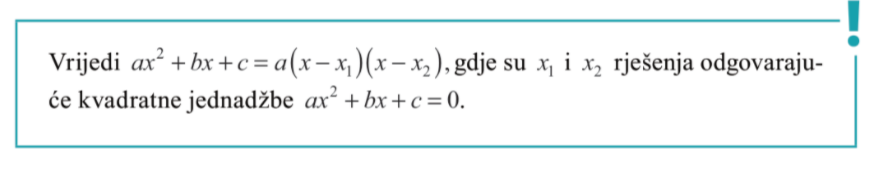 Vrijedi ax² + bx + c = a(x − x₁)(x − x₂), gdje su x₁ i x₂ rješenja odgovaraju-
će kvadratne jednadžbe ax² + bx + c = 0.
!